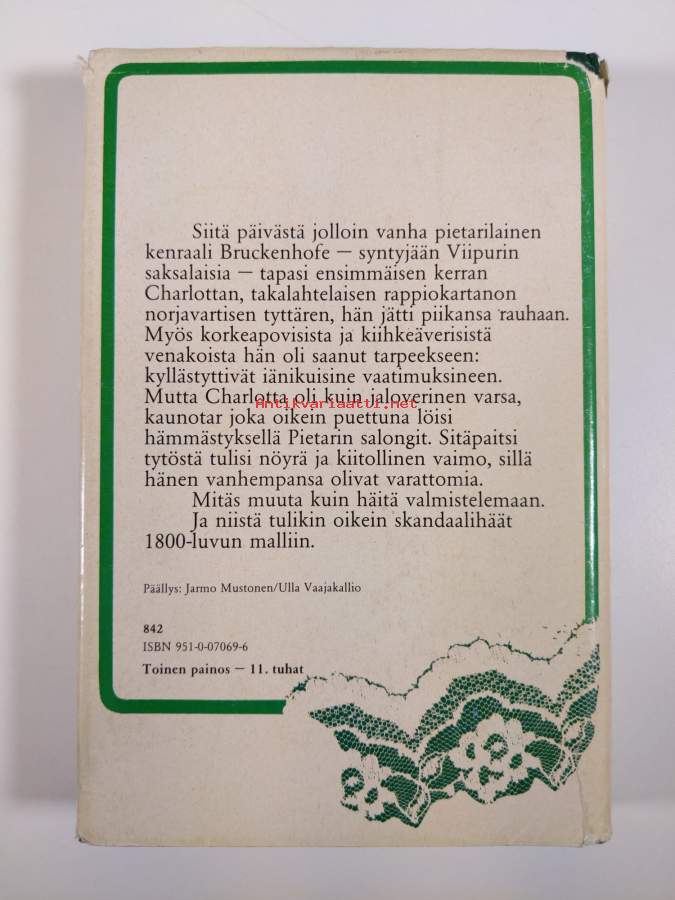 Siitä päivästä jolloin vanha pietarilainen
kenraali Bruckenhofe — syntyjään Viipurin
saksalaisia — tapasi ensimmäisen kerran
Charlottan, takalahtelaisen rappiokartanon
norjavartisen tyttären, hän jätti piikansa rauhaan.
Myös korkeapovisista ja kiihkeäverisistä
venakoista hän oli saanut tarpeekseen:
kyllästyttivät iänikuisine vaatimuksineen.
Mutta Charlotta oli kuin jaloverinen varsa,
Antikvariaatti.net
kaunotar joka oikein puettuna löisi
hämmästyksellä Pietarin salongit. Sitäpaitsi
tytöstä tulisi nöyrä ja kiitollinen vaimo, sillä
hänen vanhempansa olivat varattomia.
Mitäs muuta kuin häitä valmistelemaan.
Ja niistä tulikin oikein skandaalihäät
1800-luvun malliin.
Päällys: Jarmo Mustonen/Ulla Vaajakallio
842
ISBN 951-0-07069-6
Toinen painos — 11. tuhat